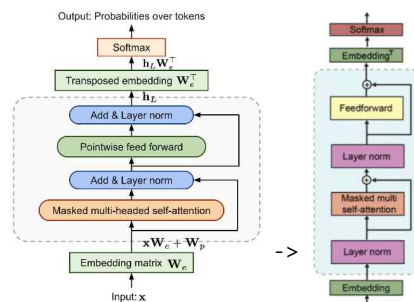 Output: Probabilities over tokens
Softmax
h_L W_e^⊤
Transposed embedding W_e^⊤
h_L
Add & Layer norm
Pointwise feed forward
Add & Layer norm
Masked multi-headed self-attention
xW_e + W_p
Embedding matrix W_e
Input: x
->
Softmax
Embedding^T
Feedforward
Layer norm
Masked multi
self-attention
Layer norm
Embedding